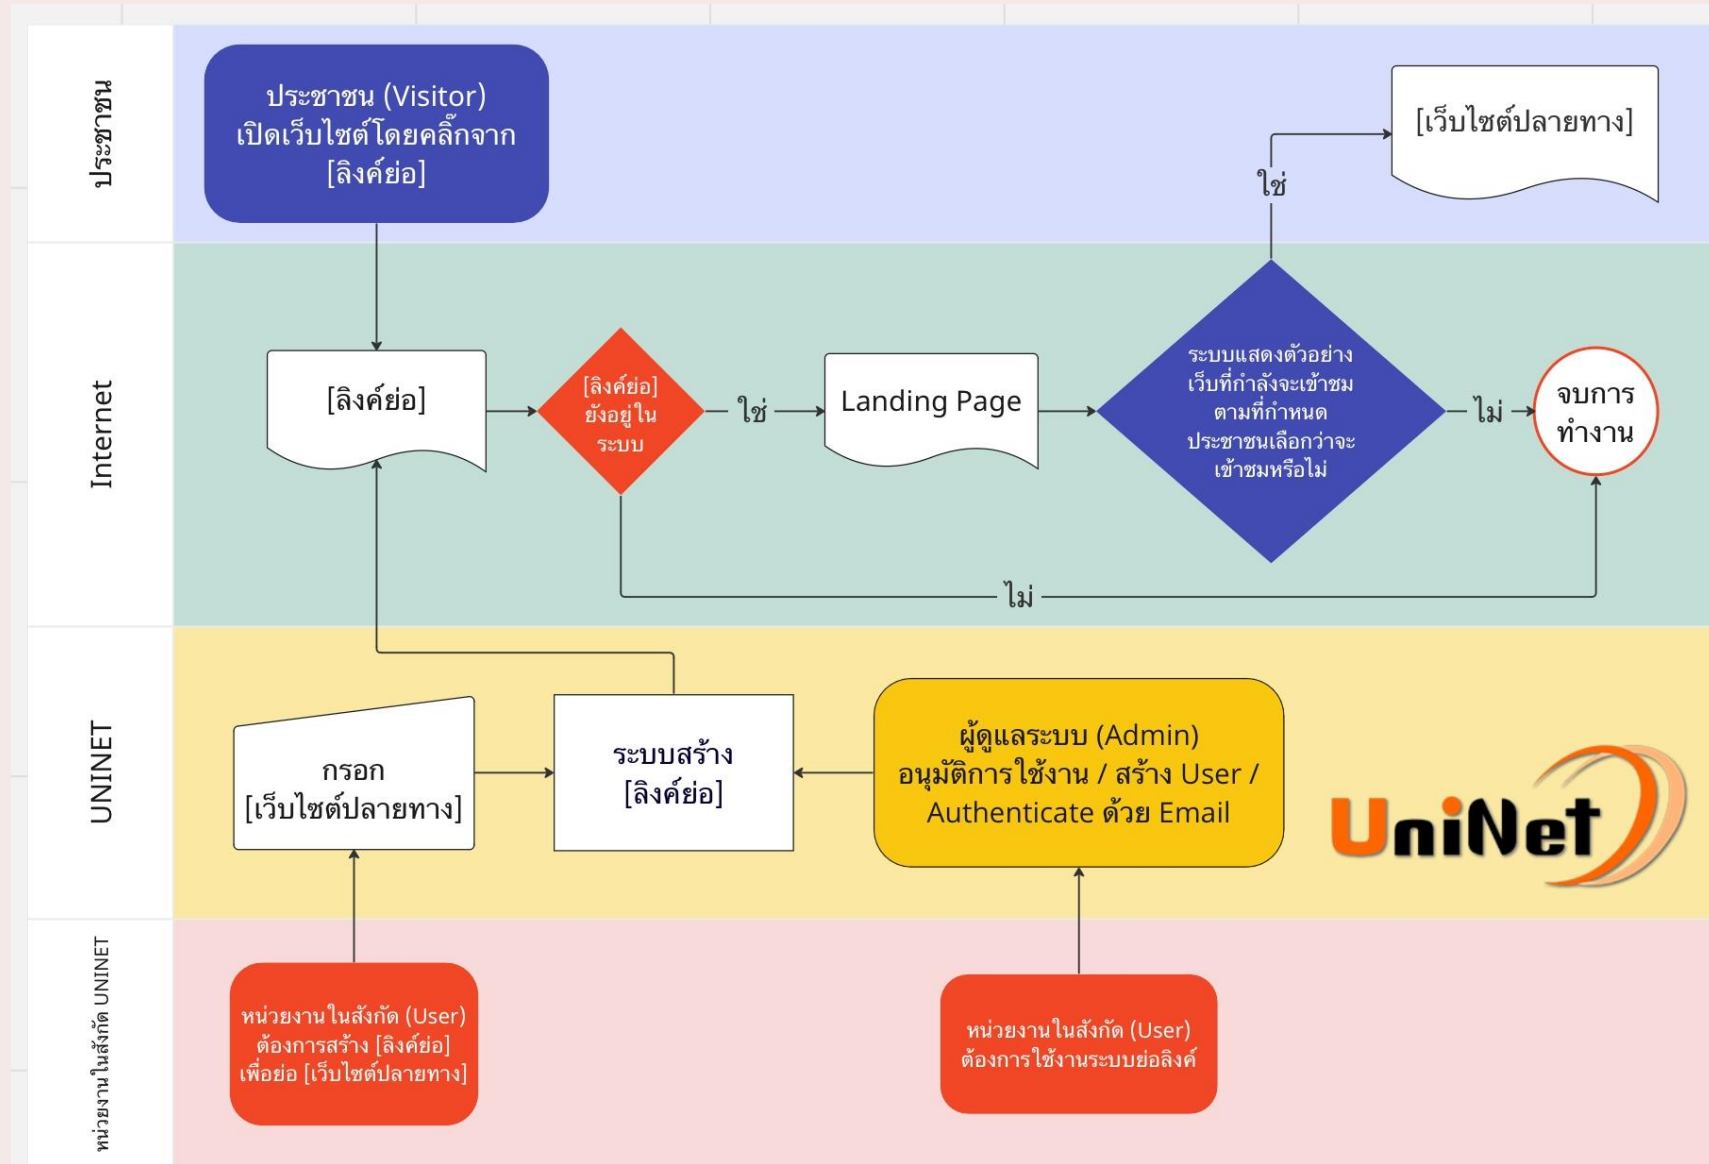 ประชาชน
ประชาชน (Visitor)
เปิดเว็บไซต์โดยคลิ๊กจาก
[ลิงค์ย่อ]
[เว็บไซต์ปลายทาง]
ใช่
Internet
[ลิงค์ย่อ]
[ลิงค์ย่อ]
ยังอยู่ใน
ระบบ
ใช่
Landing Page
ระบบแสดงตัวอย่าง
เว็บที่กำลังจะเข้าชม
ตามที่กำหนด
ประชาชนเลือกว่าจะ
เข้าชมหรือไม่
ไม่
จบการ
ทำงาน
ไม่
UNINET
กรอก
[เว็บไซต์ปลายทาง]
ระบบสร้าง
[ลิงค์ย่อ]
ผู้ดูแลระบบ (Admin)
อนุมัติการใช้งาน / สร้าง User /
Authenticate ด้วย Email
UniNet
หน่วยงานในสังกัด UNINET
หน่วยงานในสังกัด (User)
ต้องการสร้าง [ลิงค์ย่อ]
เพื่อย่อ [เว็บไซต์ปลายทาง]
หน่วยงานในสังกัด (User)
ต้องการใช้งานระบบย่อลิงค์